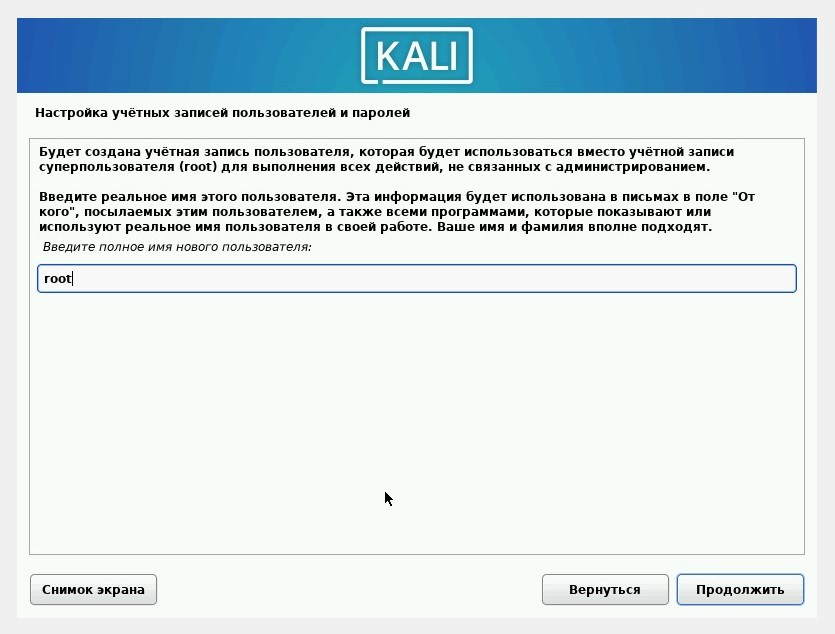 KALI
Настройка учётных записей пользователей и паролей
Будет создана учётная запись пользователя, которая будет использоваться вместо учётной записи
суперпользователя (root) для выполнения всех действий, не связанных с администрированием.
Введите реальное имя этого пользователя. Эта информация будет использована в письмах в поле "От
кого", посылаемых этим пользователем, а также всеми программами, которые показывают или
используют реальное имя пользователя в своей работе. Ваше имя и фамилия вполне подходят.
Введите полное имя нового пользователя:
root
Снимок экрана
Вернуться
Продолжить